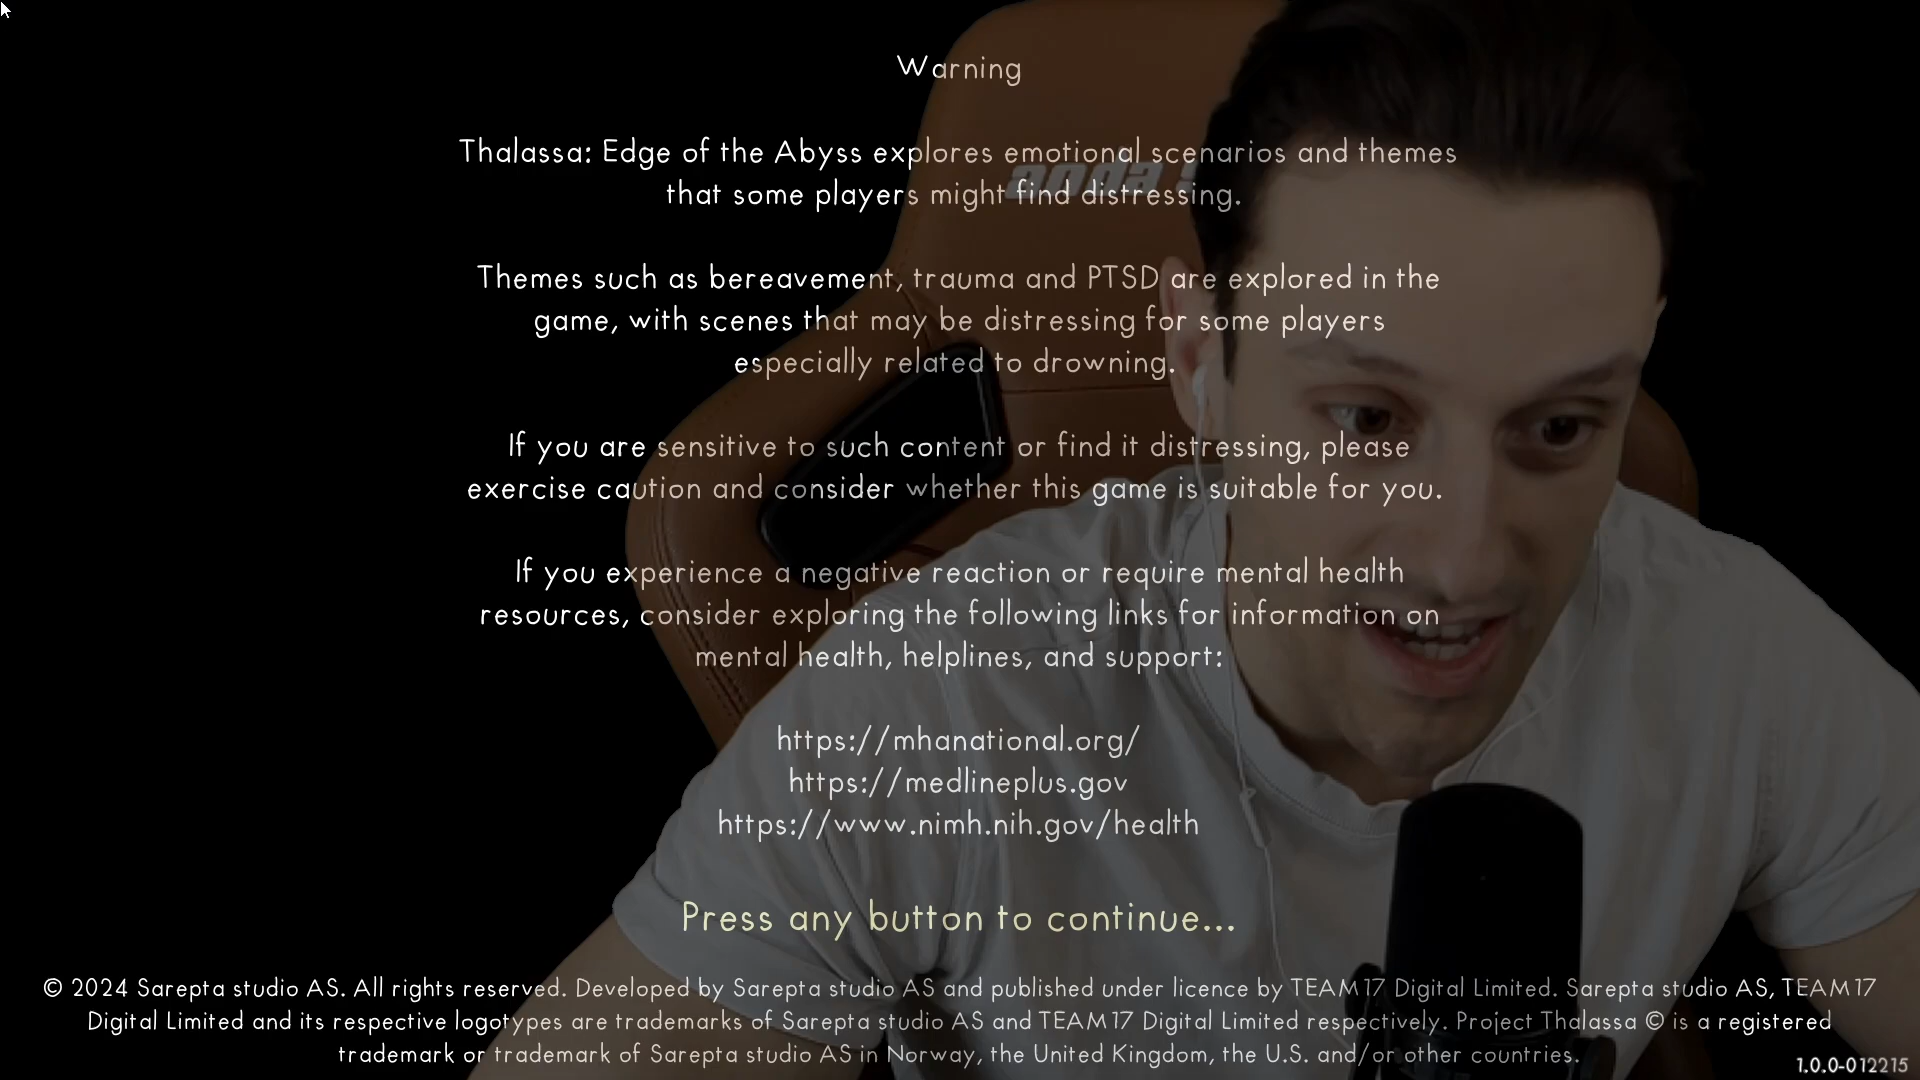 Warning
Thalassa: Edge of the Abyss explores emotional scenarios and themes
that some players might find distressing.
Themes such as bereavement, trauma and PTSD are explored in the
game, with scenes that may be distressing for some players
especially related to drowning.
If you are sensitive to such content or find it distressing, please
exercise caution and consider whether this game is suitable for you.
If you experience a negative reaction or require mental health
resources, consider exploring the following links for information on
mental health, helplines, and support:
https://mhanational.org/
https://medlineplus.gov
https://www.nimh.nih.gov/health
Press any button to continue...
© 2024 Sarepta studio AS. All rights reserved. Developed by Sarepta studio AS and published under licence by TEAM17 Digital Limited. Sarepta studio AS, TEAM17
Digital Limited and its respective logotypes are trademarks of Sarepta studio AS and TEAM17 Digital Limited respectively. Project Thalassa © is a registered
trademark or trademark of Sarepta studio AS in Norway, the United Kingdom, the U.S. and/or other countries.
1.0.0-012215